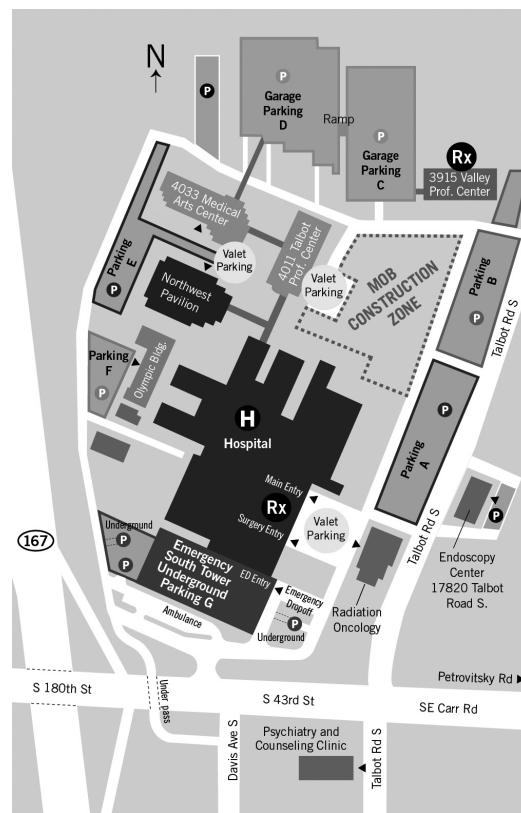 N
P
Garage
Parking
D
P
Ramp
P
Garage
Parking
C
Rx
3915 Valley
Prof. Center
4033 Medical
Arts Center
Valet
Parking
4011 Talbot
Prof. Center
Valet
Parking
MOB
CONSTRUCTION
ZONE
Parking
B
P
Talbot Rd S
Parking E
P
Northwest
Pavilion
Parking
F
P
Olympic Bldg.
H
Hospital
P
Parking
A
Main Entry
Rx
Surgery Entry
Valet
Parking
Talbot Rd S
P
Endoscopy
Center
17820 Talbot
Road S.
167
Underground
P
P
Emergency
South Tower
Underground
Parking G
ED Entry
Emergency
Dropoff
P
Underground
Radiation
Oncology
Ambulance
Petrovitsky Rd
S 180th St
Under pass
S 43rd St
SE Carr Rd
Davis Ave S
Psychiatry and
Counseling Clinic
Talbot Rd S